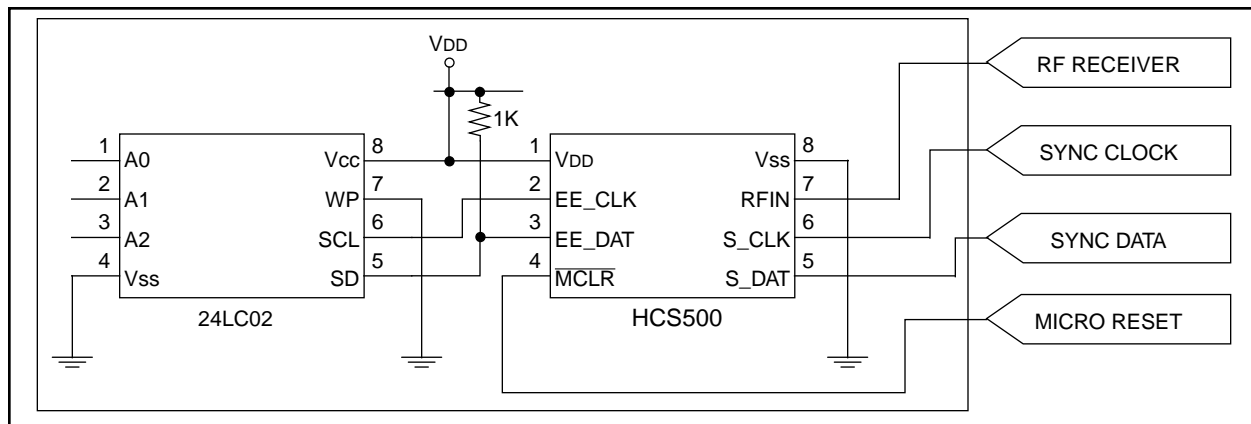 VDD
1K
1 A0
2 A1
3 A2
4 Vss
Vcc 8
WP 7
SCL 6
SD 5
24LC02
1 VDD
2 EE_CLK
3 EE_DAT
4 MCLR
Vss 8
RFIN 7
S_CLK 6
S_DAT 5
HCS500
RF RECEIVER
SYNC CLOCK
SYNC DATA
MICRO RESET